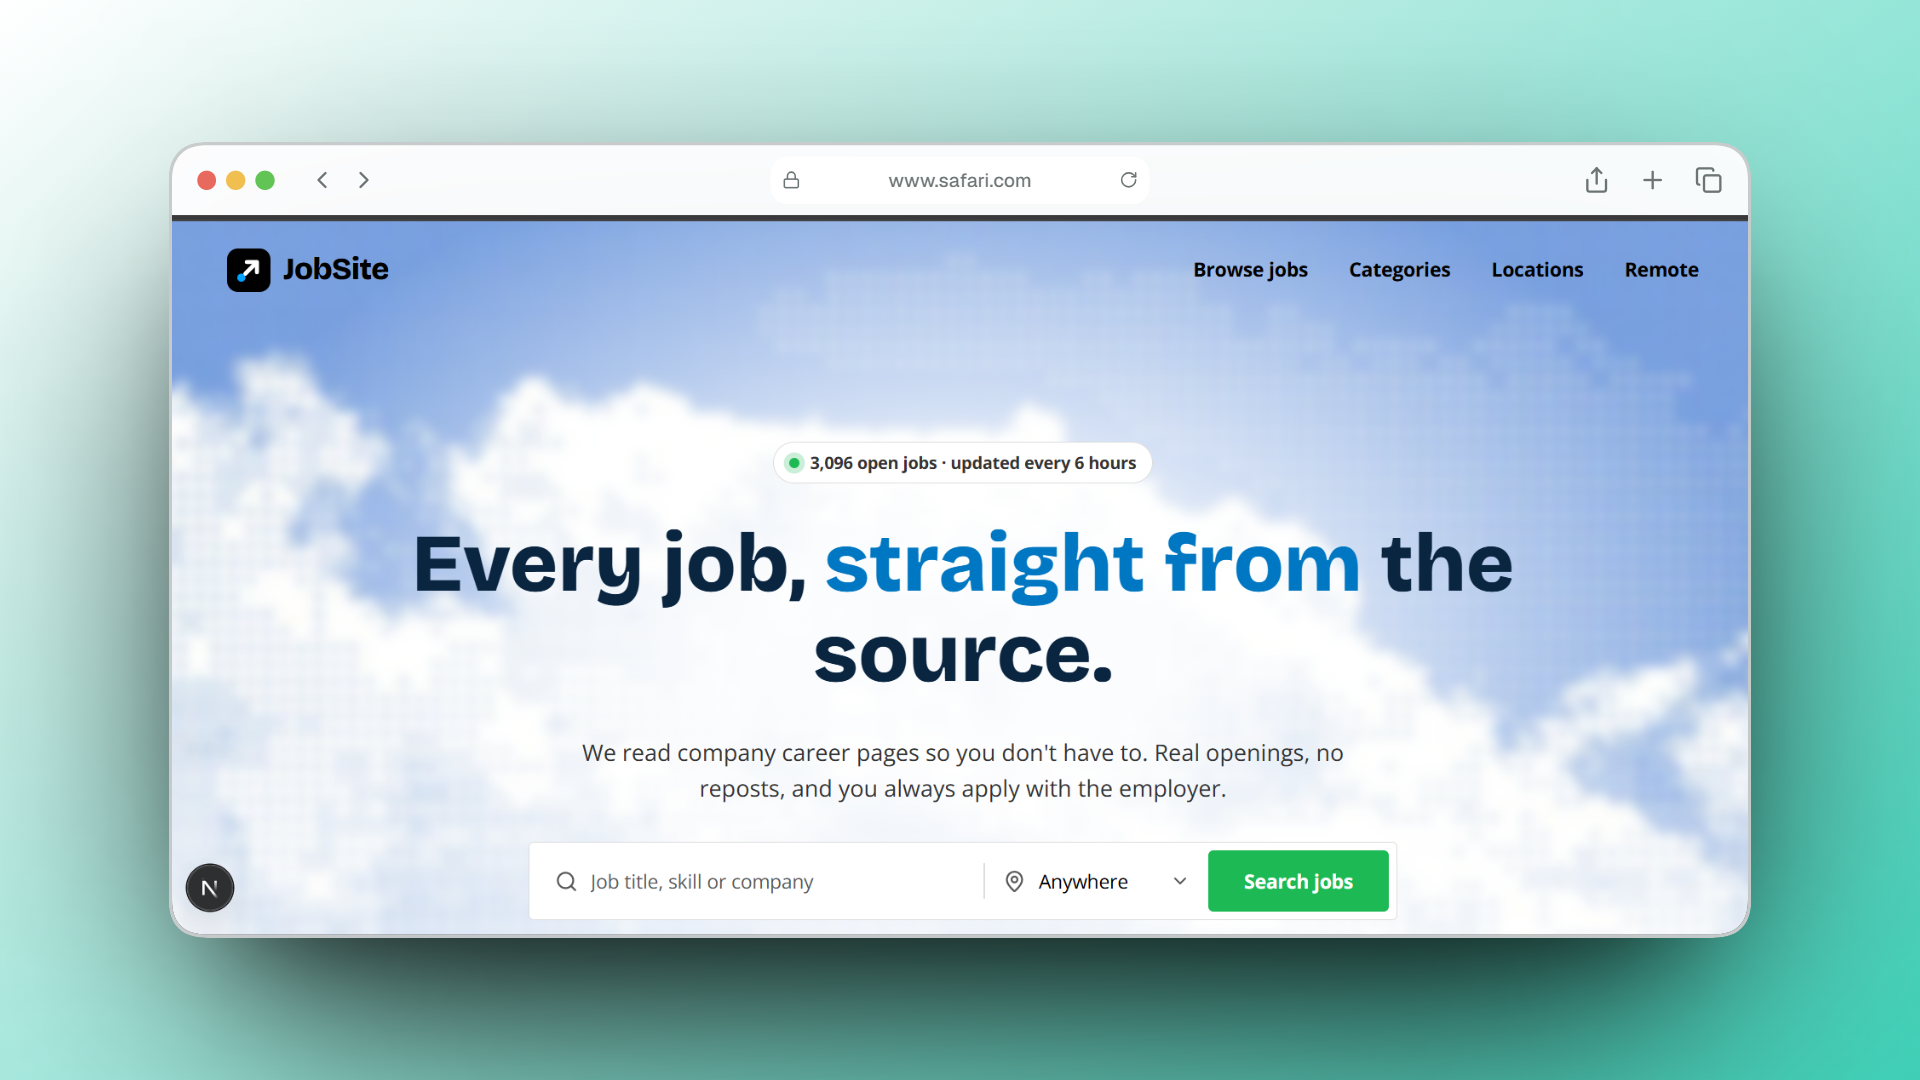 www.safari.com
JobSite
Browse jobs
Categories
Locations
Remote
3,096 open jobs · updated every 6 hours
Every job, straight from the
source.
We read company career pages so you don't have to. Real openings, no
reposts, and you always apply with the employer.
Job title, skill or company
Anywhere
Search jobs
N